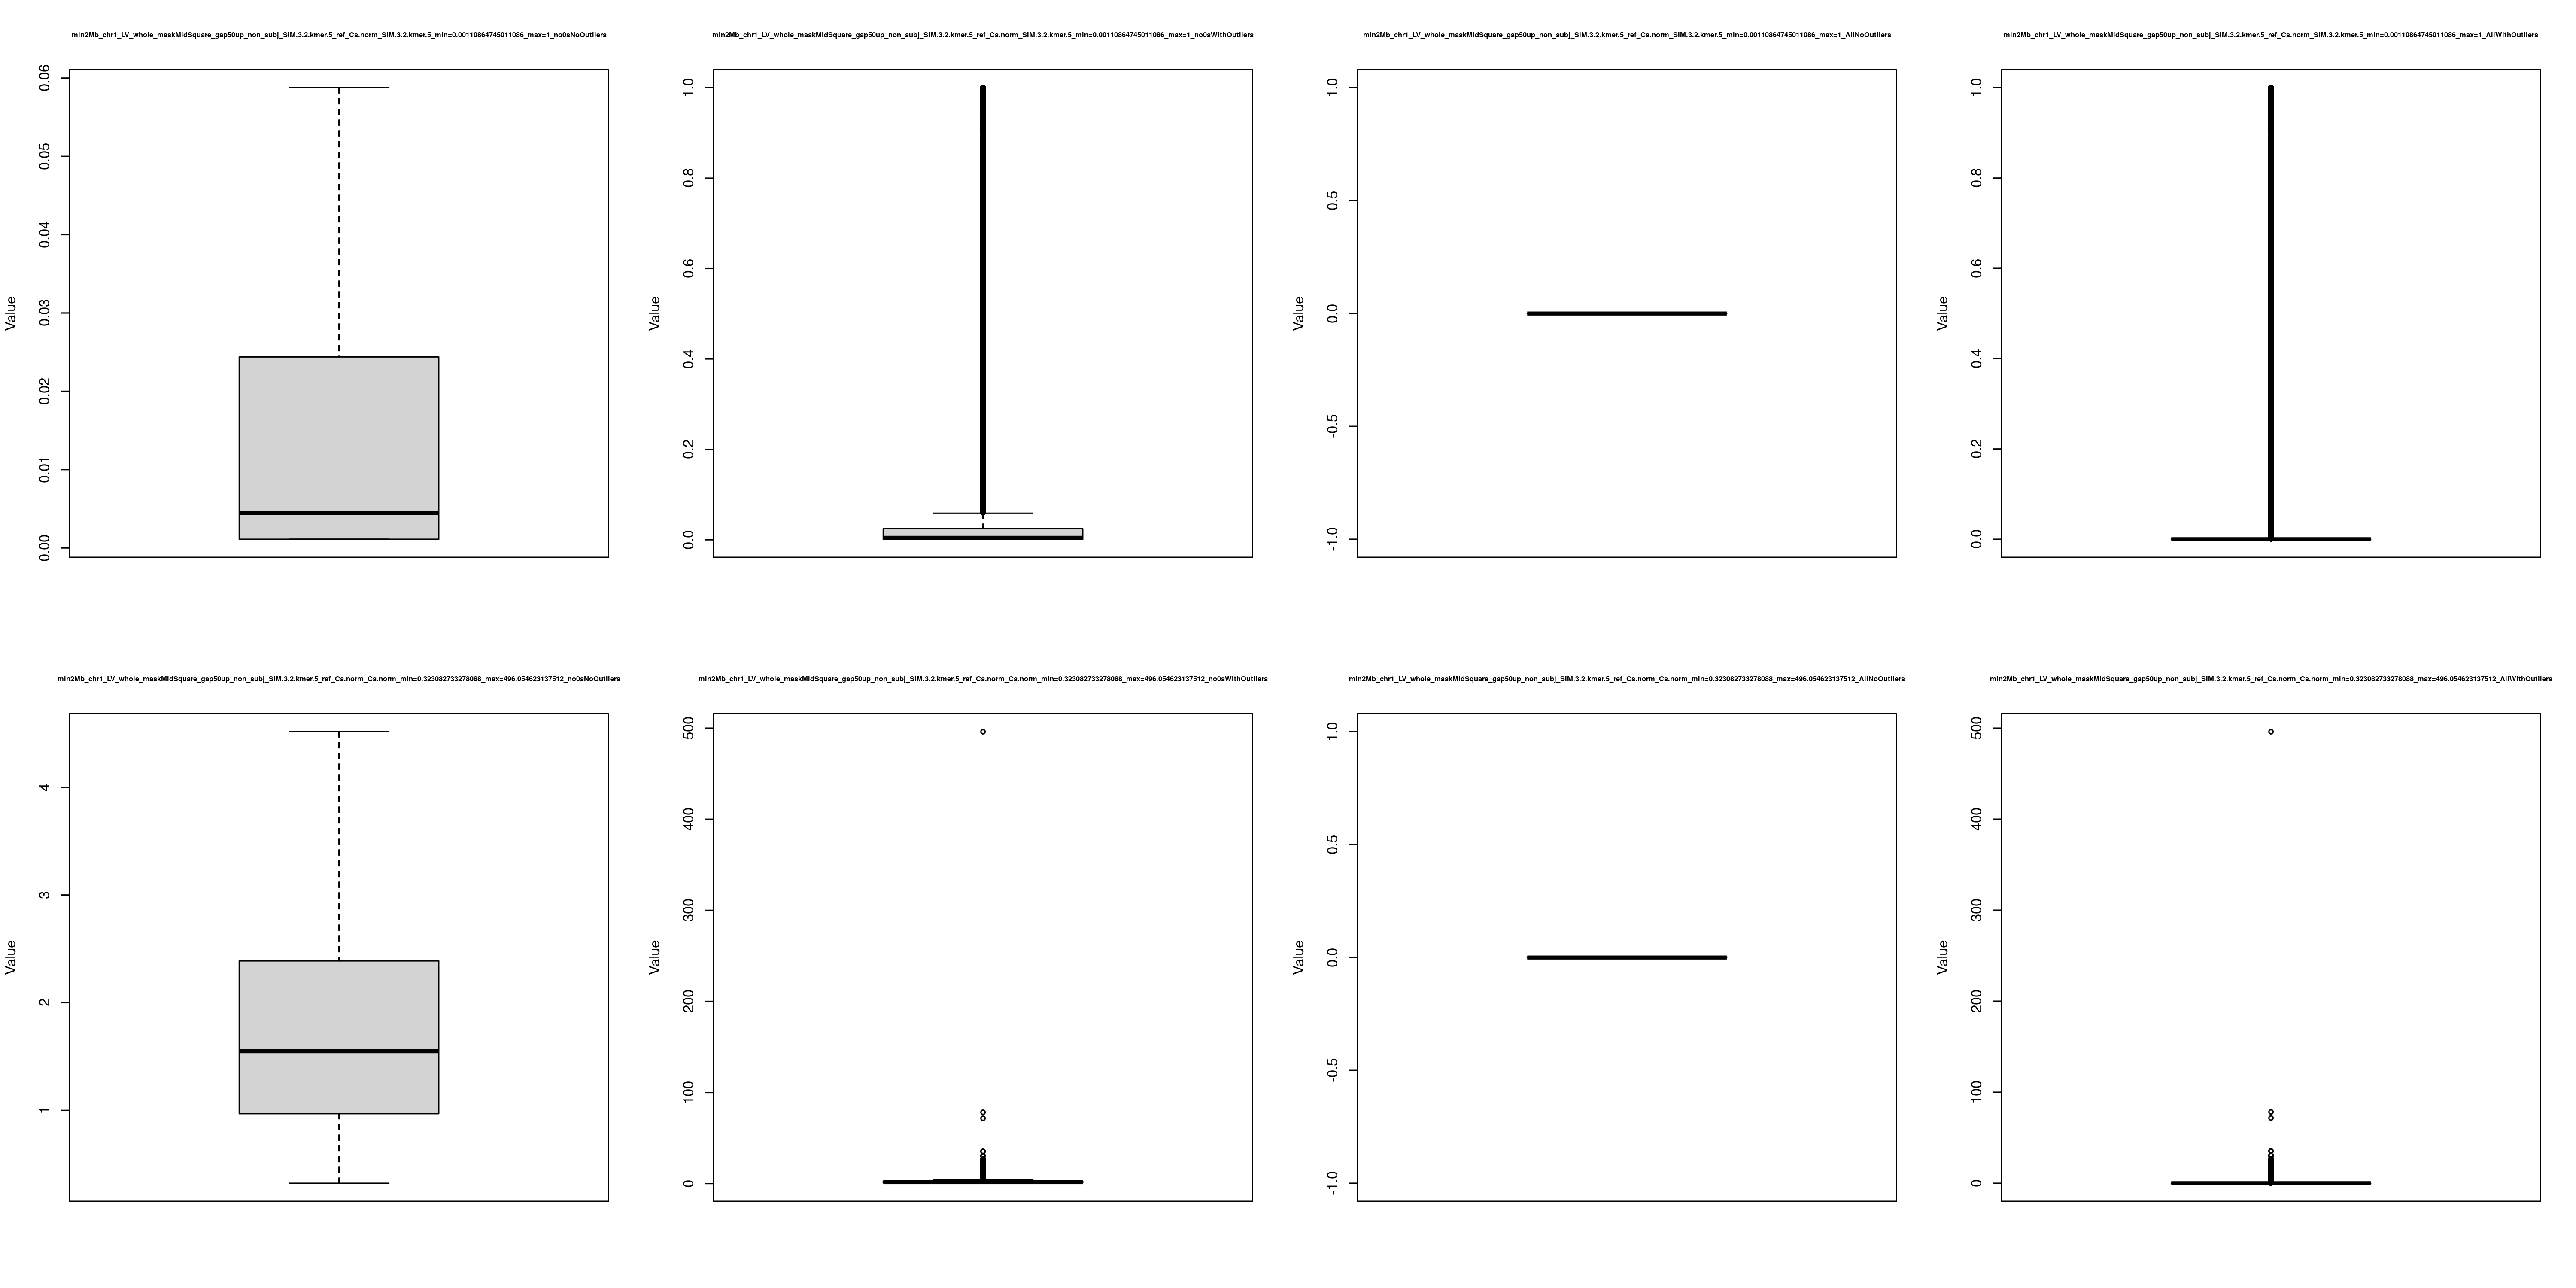 min2Mb_chr1_LV_whole_maskMidSquare_gap50up_non_subj_SIM.3.2.kmer.5_ref_Cs.norm_SIM.3.2.kmer.5_min=0.00110864745011086_max=1_no0sNoOutliers
Value
0.06
0.05
0.04
0.03
0.02
0.01
0.00
min2Mb_chr1_LV_whole_maskMidSquare_gap50up_non_subj_SIM.3.2.kmer.5_ref_Cs.norm_SIM.3.2.kmer.5_min=0.00110864745011086_max=1_no0sWithOutliers
Value
1.0
0.8
0.6
0.4
0.2
0.0
min2Mb_chr1_LV_whole_maskMidSquare_gap50up_non_subj_SIM.3.2.kmer.5_ref_Cs.norm_SIM.3.2.kmer.5_min=0.00110864745011086_max=1_AllNoOutliers
Value
1.0
0.5
0.0
-0.5
-1.0
min2Mb_chr1_LV_whole_maskMidSquare_gap50up_non_subj_SIM.3.2.kmer.5_ref_Cs.norm_SIM.3.2.kmer.5_min=0.00110864745011086_max=1_AllWithOutliers
Value
1.0
0.8
0.6
0.4
0.2
0.0
min2Mb_chr1_LV_whole_maskMidSquare_gap50up_non_subj_SIM.3.2.kmer.5_ref_Cs.norm_Cs.norm_min=0.323082733278088_max=496.054623137512_no0sNoOutliers
Value
4
3
2
1
min2Mb_chr1_LV_whole_maskMidSquare_gap50up_non_subj_SIM.3.2.kmer.5_ref_Cs.norm_Cs.norm_min=0.323082733278088_max=496.054623137512_no0sWithOutliers
Value
500
400
300
200
100
0
min2Mb_chr1_LV_whole_maskMidSquare_gap50up_non_subj_SIM.3.2.kmer.5_ref_Cs.norm_Cs.norm_min=0.323082733278088_max=496.054623137512_AllNoOutliers
Value
1.0
0.5
0.0
-0.5
-1.0
min2Mb_chr1_LV_whole_maskMidSquare_gap50up_non_subj_SIM.3.2.kmer.5_ref_Cs.norm_Cs.norm_min=0.323082733278088_max=496.054623137512_AllWithOutliers
Value
500
400
300
200
100
0